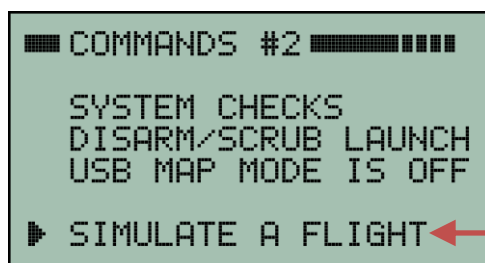 COMMANDS #2
SYSTEM CHECKS
DISARM/SCRUB LAUNCH
USB MAP MODE IS OFF
SIMULATE A FLIGHT